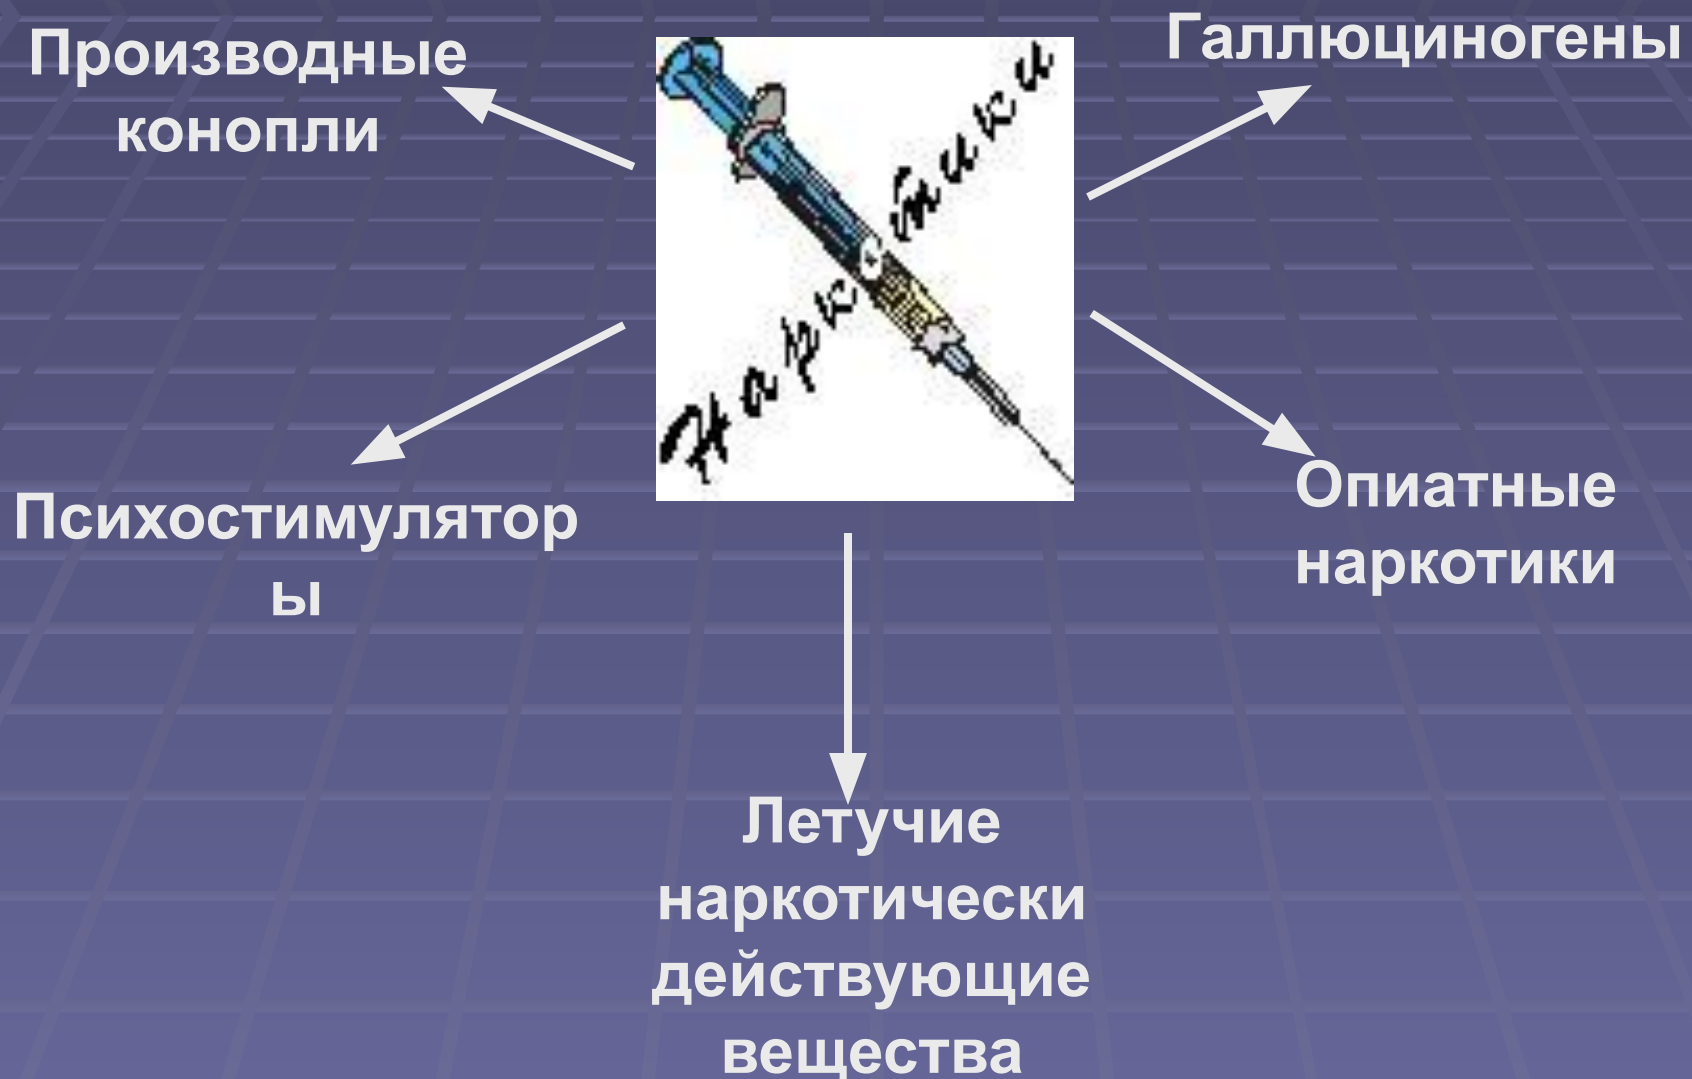 Производные
конопли
Галлюциногены
Наркотики
Психостимулятор
ы
Опиатные
наркотики
Летучие
наркотически
действующие
вещества